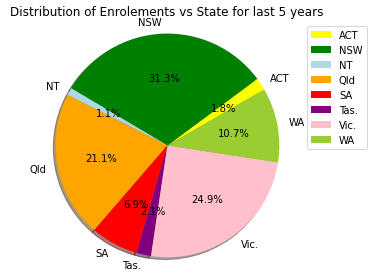 Distribution of Enrolements vs State for last 5 years
NSW
ACT
NT
WA
Qld
SA
Tas.
Vic.
31.3%
1.8%
1.1%
10.7%
21.1%
24.9%
6.9%
2.1%
ACT
NSW
NT
Qld
SA
Tas.
Vic.
WA